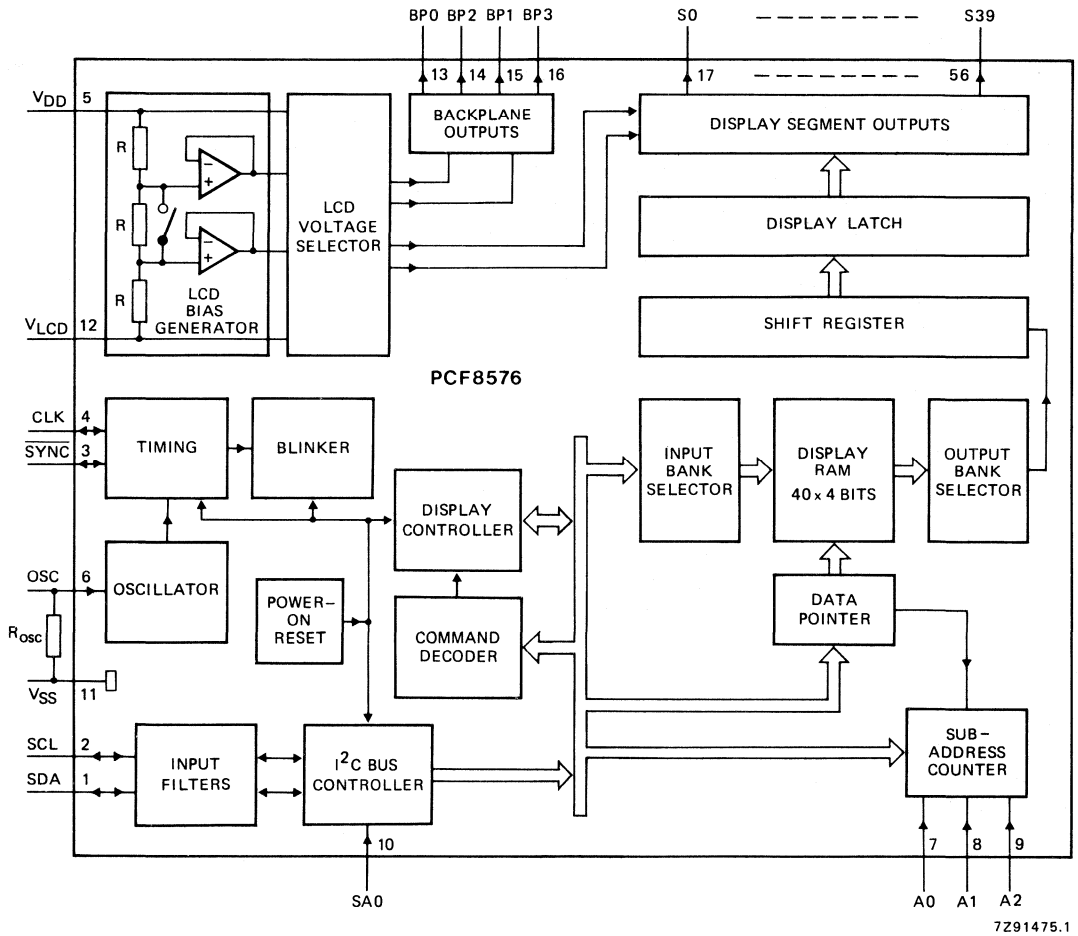 BP0 BP2 BP1 BP3
S0 — — — — — — — S39
13 14 15 16
17 — — — — — — — 56
VDD 5
BACKPLANE
OUTPUTS
DISPLAY SEGMENT OUTPUTS
R
−
+
R
−
+
R
LCD
VOLTAGE
SELECTOR
DISPLAY LATCH
LCD
BIAS
GENERATOR
VLCD 12
SHIFT REGISTER
PCF8576
CLK 4
SYNC 3
TIMING
BLINKER
DISPLAY
CONTROLLER
INPUT
BANK
SELECTOR
DISPLAY
RAM
40 x 4 BITS
OUTPUT
BANK
SELECTOR
OSC 6
OSCILLATOR
Rosc
VSS 11
POWER–
ON
RESET
COMMAND
DECODER
DATA
POINTER
SCL 2
SDA 1
INPUT
FILTERS
I²C BUS
CONTROLLER
SUB–
ADDRESS
COUNTER
10
7 8 9
SA0
A0 A1 A2
7Z91475.1